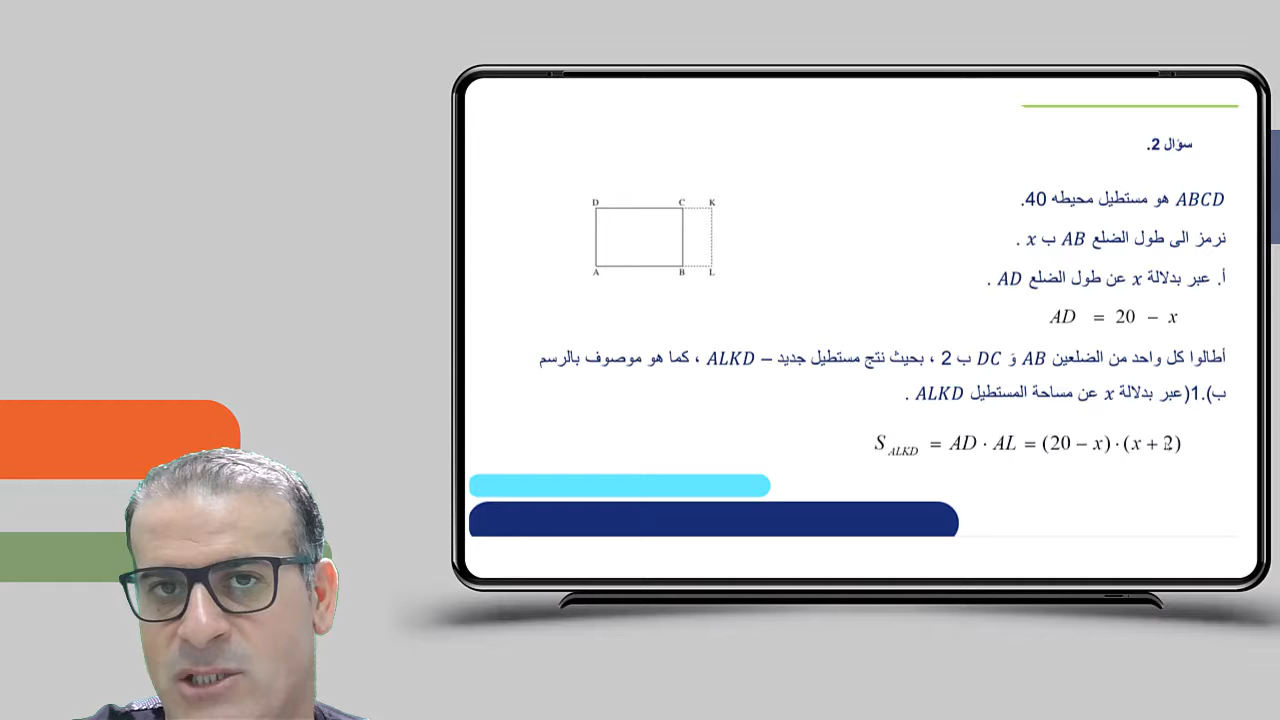 سؤال 2.
ABCD هو مستطيل محيطه 40.
نرمز الى طول الضلع AB ب x .
أ. عبر بدلالة x عن طول الضلع AD .
AD = 20 − x
أطالوا كل واحد من الضلعين AB وَ DC ب 2 ، بحيث نتج مستطيل جديد – ALKD ، كما هو موصوف بالرسم
ب).1(عبر بدلالة x عن مساحة المستطيل ALKD .
S ALKD = AD · AL = (20 − x) · (x + 2)
D C K
A B L